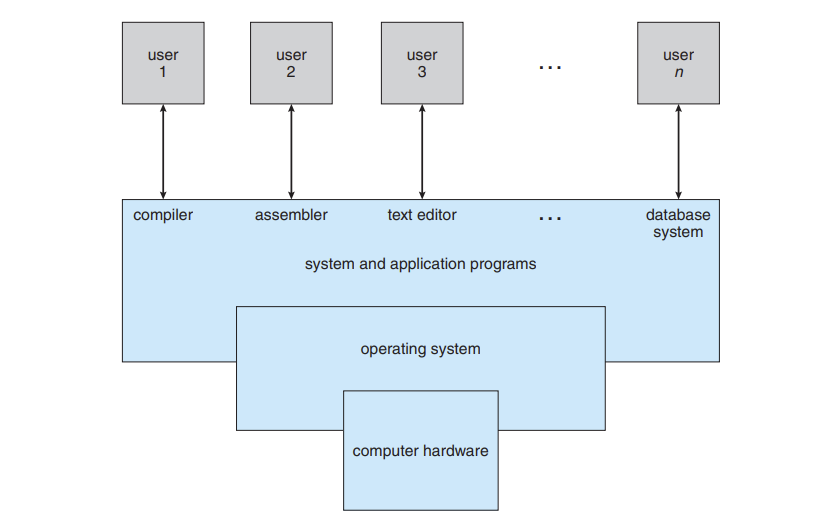 user
1
user
2
user
3
...
user
n
compiler
assembler
text editor
...
database
system
system and application programs
operating system
computer hardware